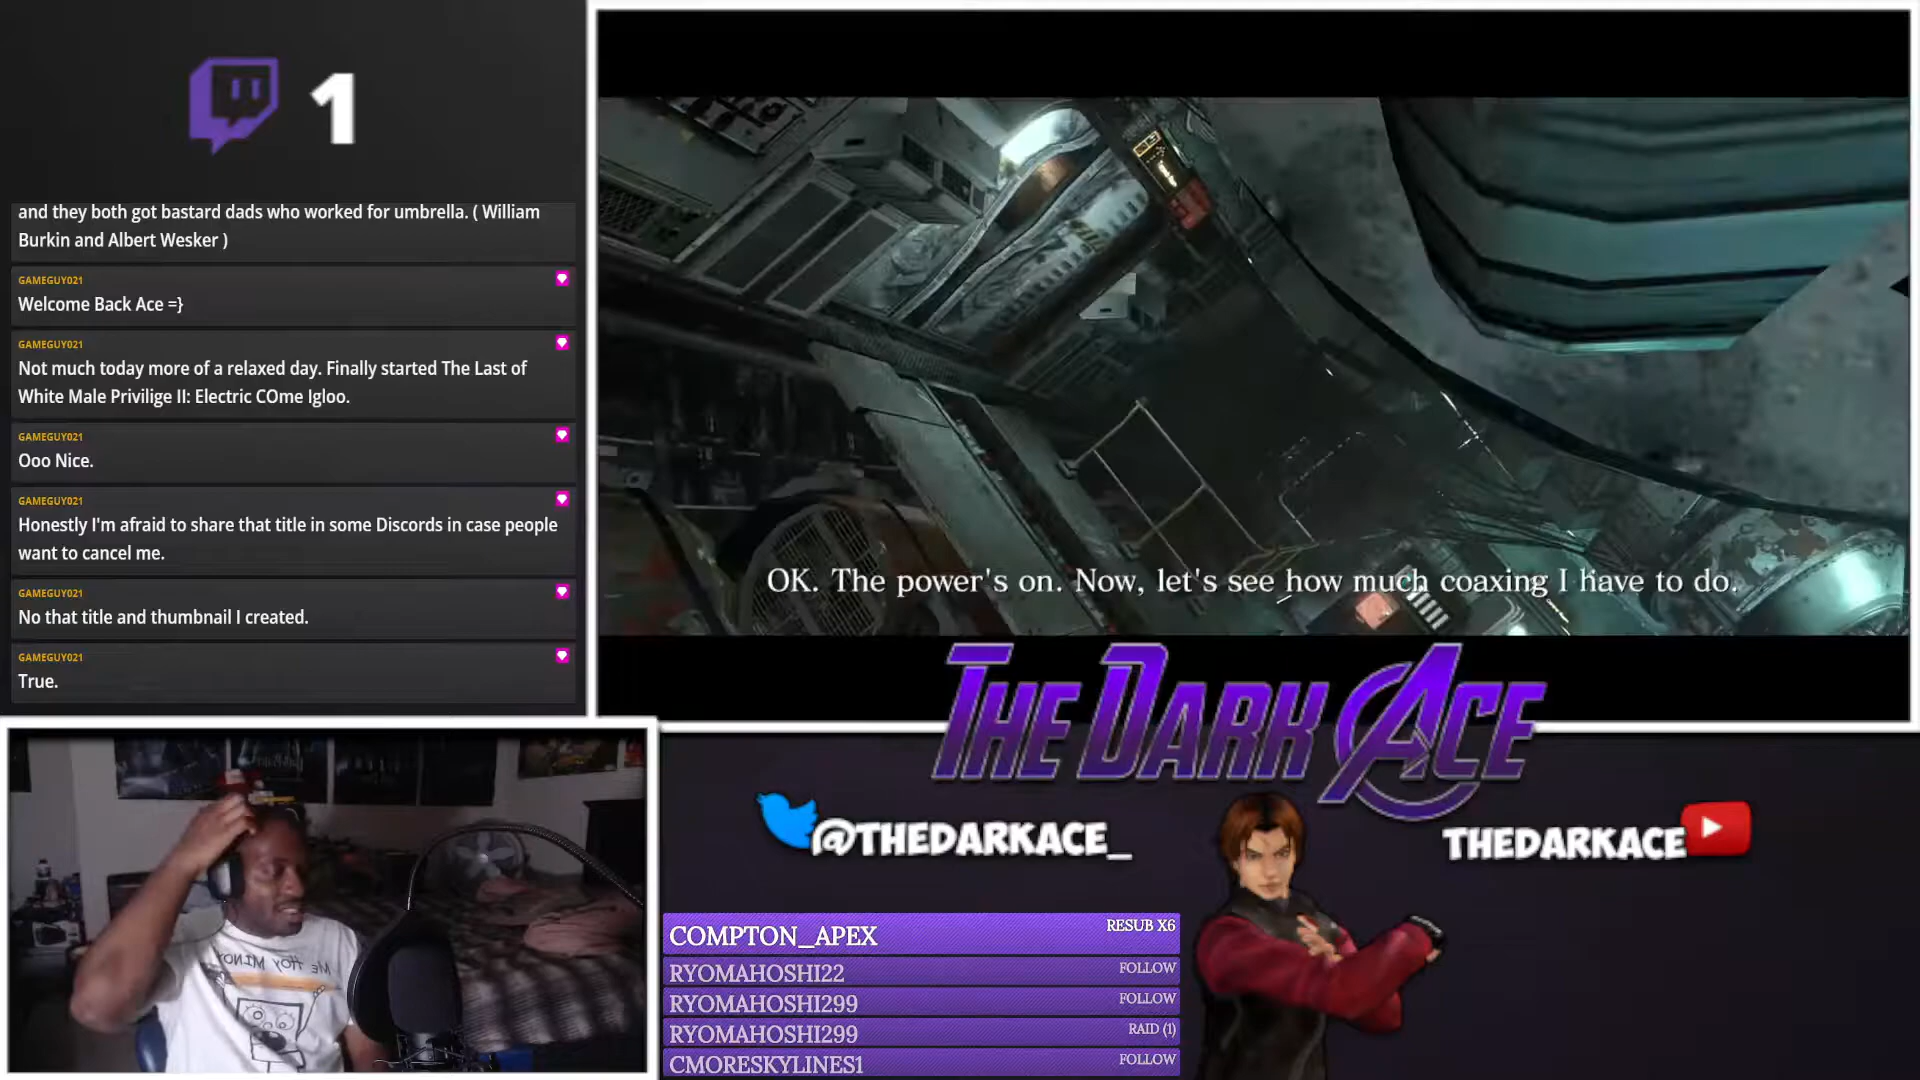 1
and they both got bastard dads who worked for umbrella. ( William
Burkin and Albert Wesker )
GAMEGUY021
Welcome Back Ace =}
GAMEGUY021
Not much today more of a relaxed day. Finally started The Last of
White Male Privilige II: Electric COme Igloo.
GAMEGUY021
Ooo Nice.
GAMEGUY021
Honestly I'm afraid to share that title in some Discords in case people
want to cancel me.
GAMEGUY021
No that title and thumbnail I created.
GAMEGUY021
True.
OK. The power's on. Now, let's see how much coaxing I have to do.
THE DARK ACE
@THEDARKACE_
THEDARKACE
COMPTON_APEX RESUB X6
RYOMAHOSHI22 FOLLOW
RYOMAHOSHI299 FOLLOW
RYOMAHOSHI299 RAID (1)
CMORESKYLINES1 FOLLOW
ME HOY MINOY